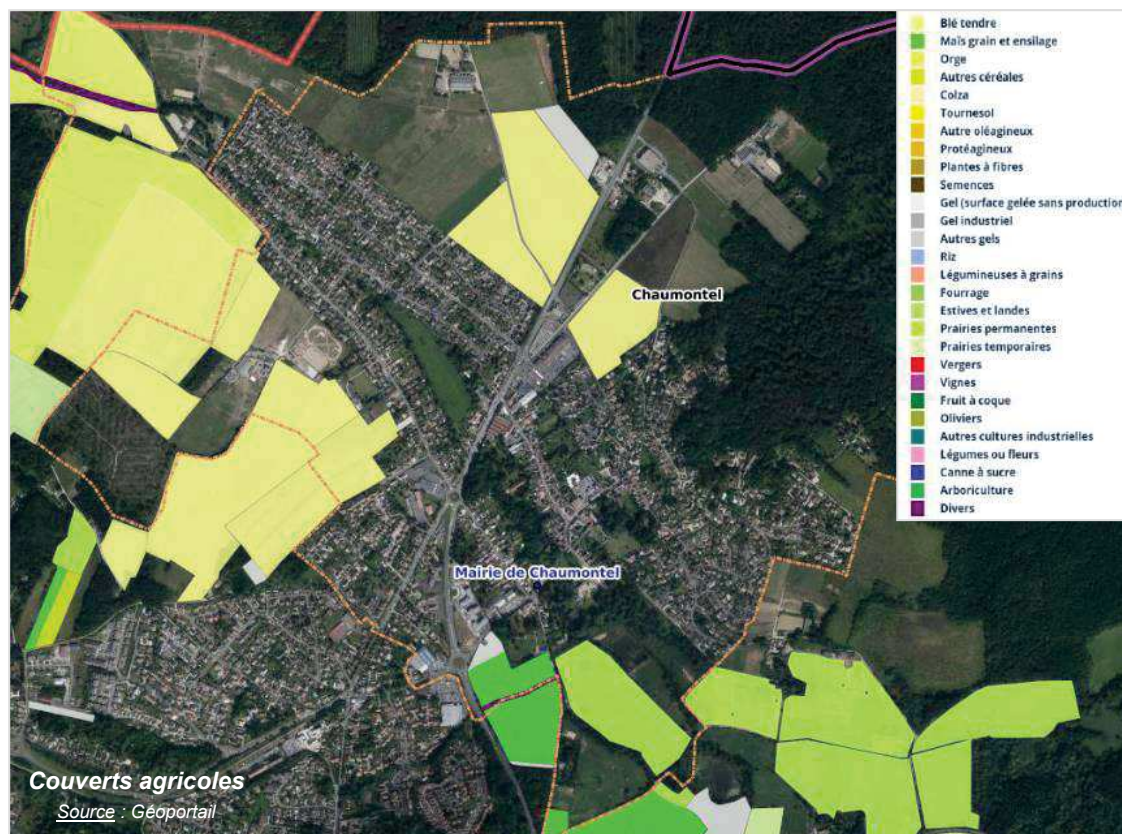 Blé tendre
Maïs grain et ensilage
Orge
Autres céréales
Colza
Tournesol
Autre oléagineux
Protéagineux
Plantes à fibres
Semences
Gel (surface gelée sans production
Gel industriel
Autres gels
Riz
Légumineuses à grains
Fourrage
Estives et landes
Prairies permanentes
Prairies temporaires
Vergers
Vignes
Fruit à coque
Oliviers
Autres cultures industrielles
Légumes ou fleurs
Canne à sucre
Arboriculture
Divers
Chaumontel
Mairie de Chaumontel
Couverts agricoles
Source : Géoportail